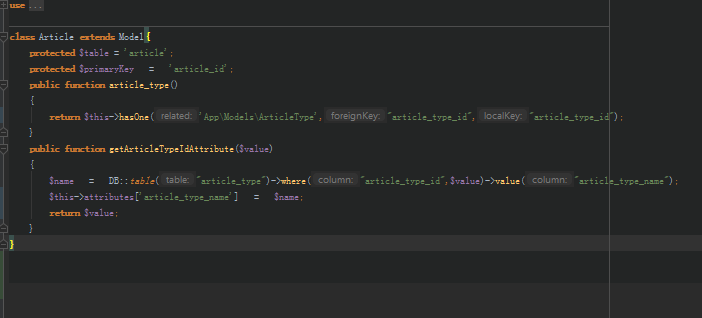 use ...
class Article extends Model{
protected $table = 'article';
protected $primaryKey = 'article_id';
public function article_type()
{
return $this->hasOne( related: 'App\Models\ArticleType', foreignKey: "article_type_id", localKey: "article_type_id");
}
public function getArticleTypeIdAttribute($value)
{
$name = DB::table( table: "article_type")->where( column: "article_type_id",$value)->value( column: "article_type_name");
$this->attributes['article_type_name'] = $name;
return $value;
}
}